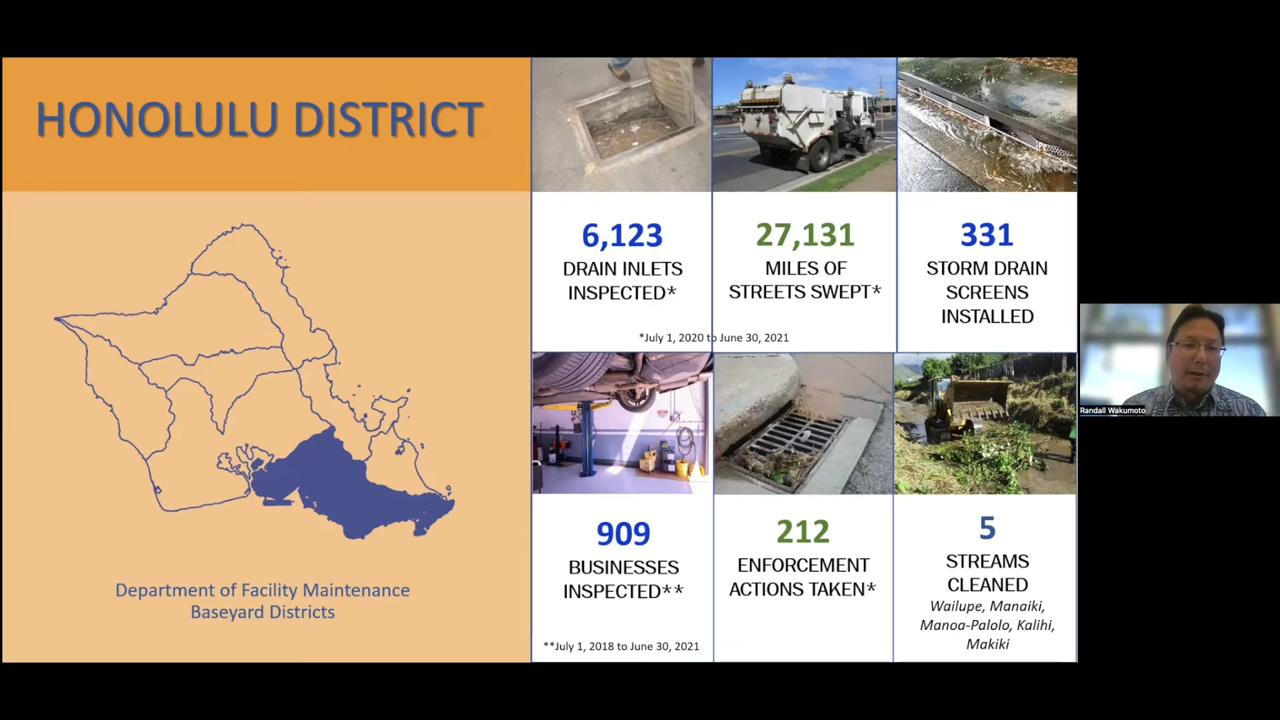 HONOLULU DISTRICT
Department of Facility Maintenance
Baseyard Districts
6,123
DRAIN INLETS
INSPECTED*
27,131
MILES OF
STREETS SWEPT*
331
STORM DRAIN
SCREENS
INSTALLED
*July 1, 2020 to June 30, 2021
909
BUSINESSES
INSPECTED**
212
ENFORCEMENT
ACTIONS TAKEN*
5
STREAMS
CLEANED
Wailupe, Manaiki,
Manoa-Palolo, Kalihi,
Makiki
**July 1, 2018 to June 30, 2021
Randall Wakumoto